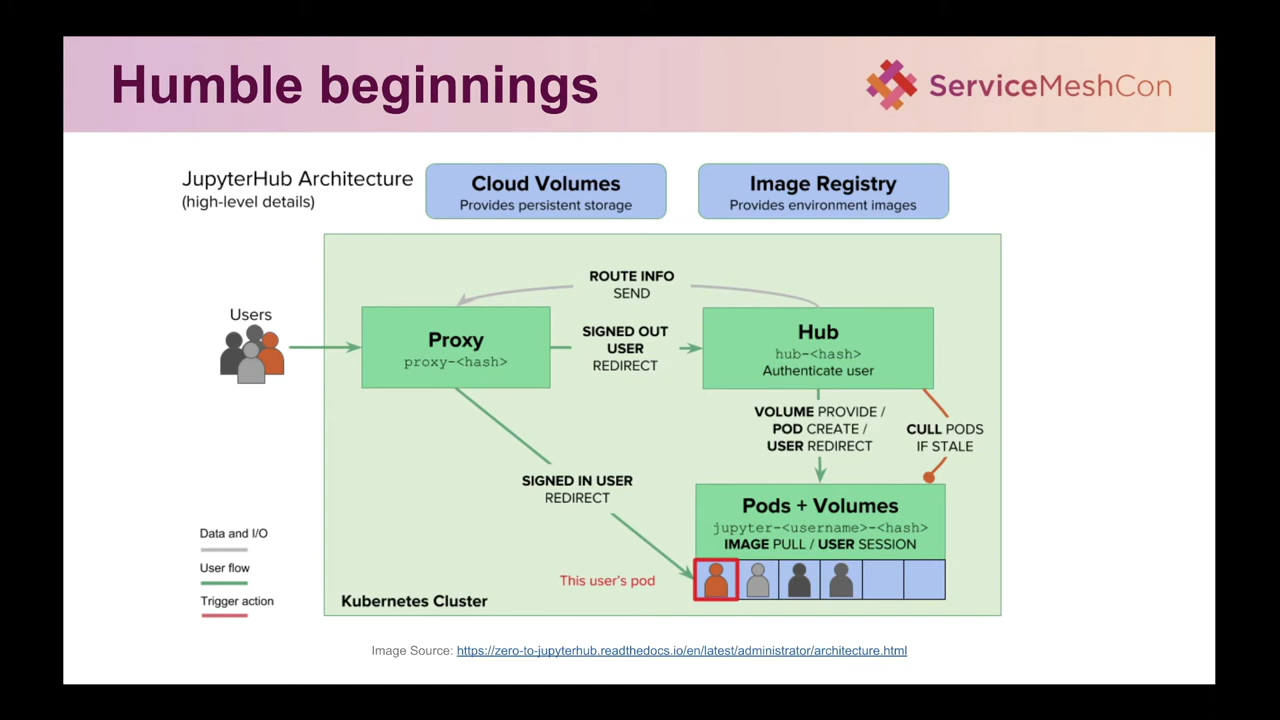 Humble beginnings
ServiceMeshCon
JupyterHub Architecture
(high-level details)
Cloud Volumes
Provides persistent storage
Image Registry
Provides environment images
ROUTE INFO
SEND
Users
Proxy
proxy-<hash>
SIGNED OUT
USER
REDIRECT
Hub
hub-<hash>
Authenticate user
VOLUME PROVIDE /
POD CREATE /
USER REDIRECT
CULL PODS
IF STALE
SIGNED IN USER
REDIRECT
Pods + Volumes
jupyter-<username>-<hash>
IMAGE PULL / USER SESSION
This user's pod
Data and I/O
User flow
Trigger action
Kubernetes Cluster
Image Source: https://zero-to-jupyterhub.readthedocs.io/en/latest/administrator/architecture.html